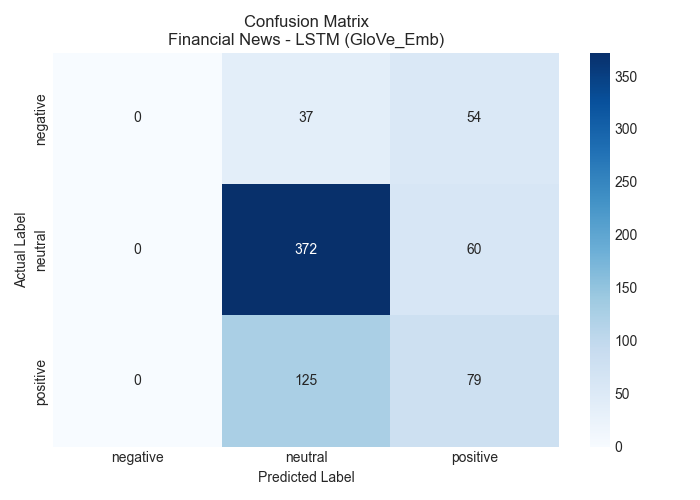 Confusion Matrix
Financial News - LSTM (GloVe_Emb)
negative
0
37
54
neutral
0
372
60
positive
0
125
79
Actual Label
negative
neutral
positive
Predicted Label
350
300
250
200
150
100
50
0